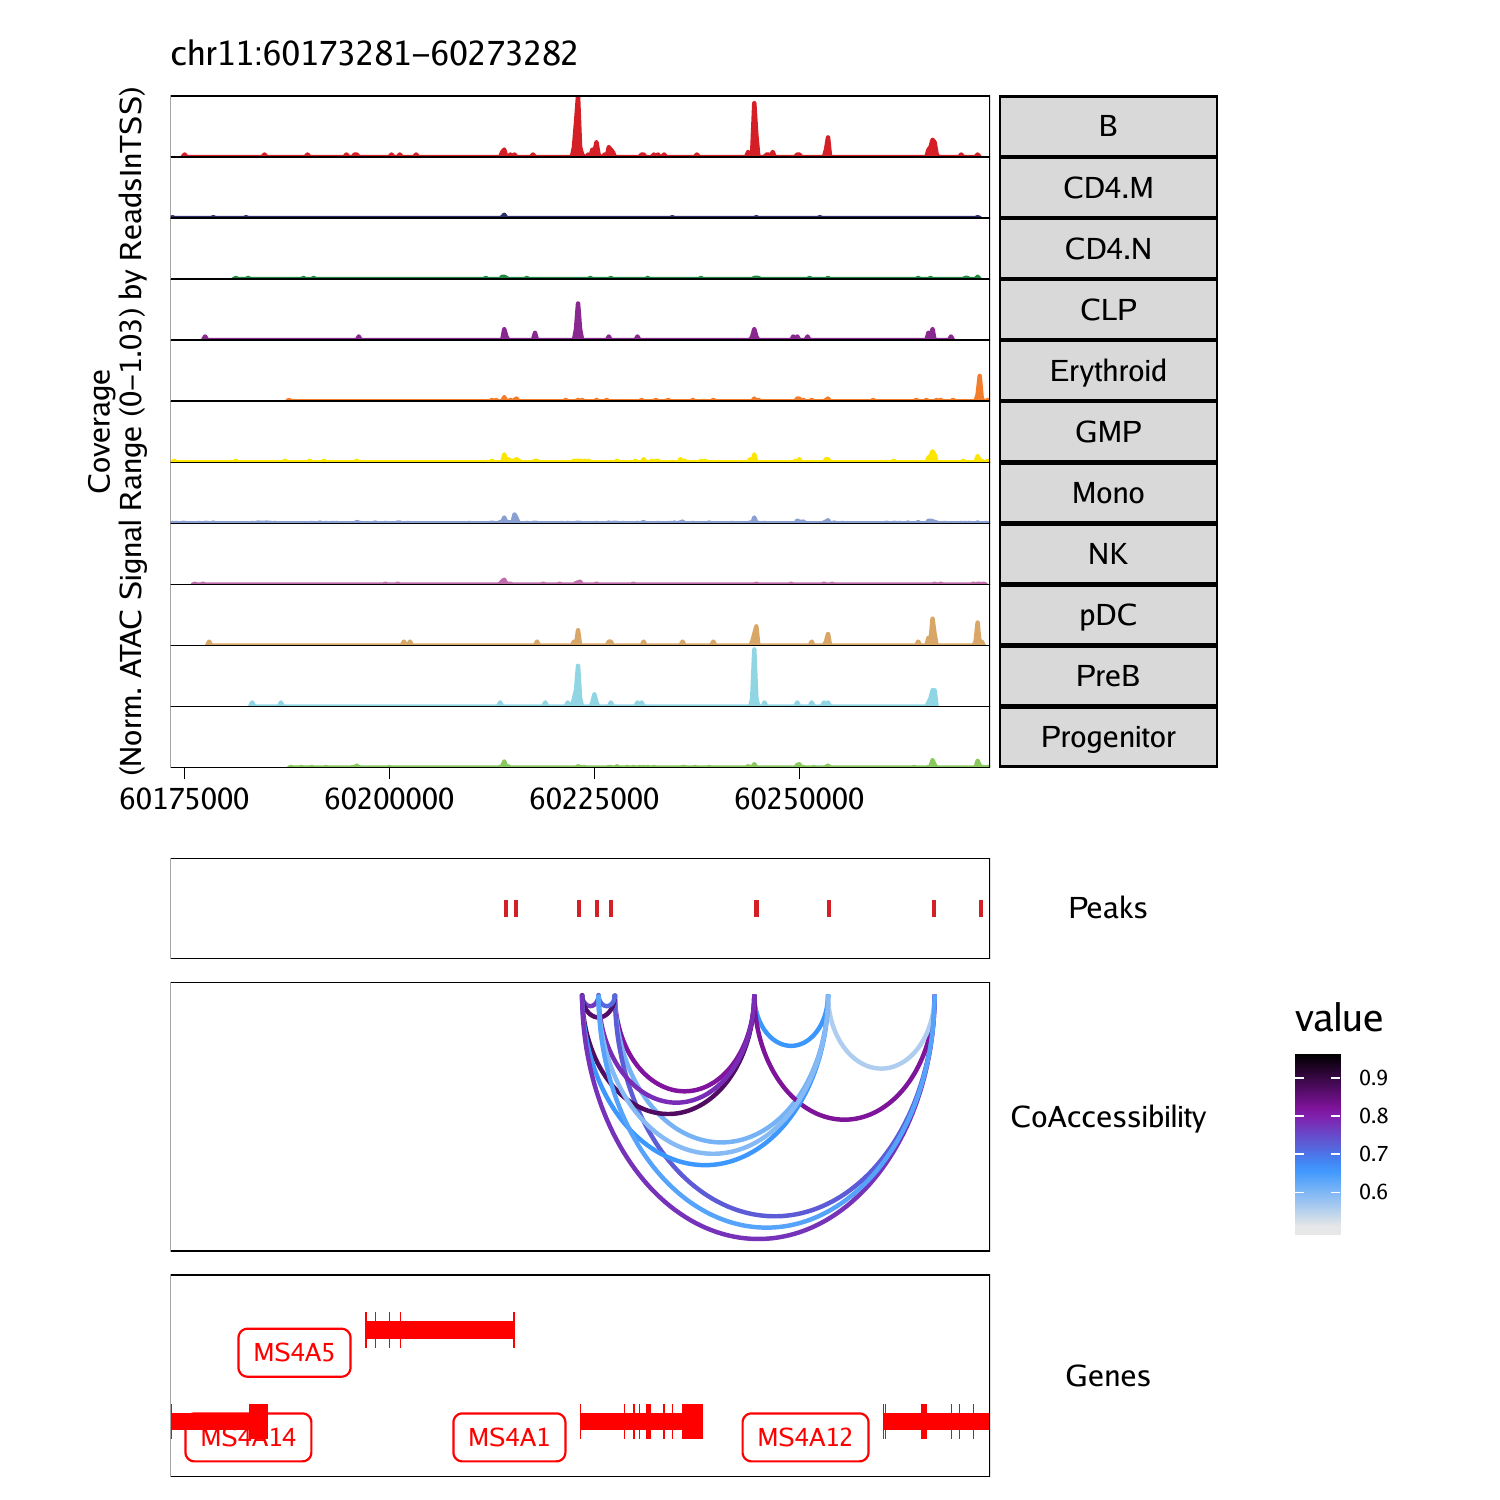 chr11:60173281−60273282
Coverage
(Norm. ATAC Signal Range (0−1.03) by ReadsInTSS)
B
CD4.M
CD4.N
CLP
Erythroid
GMP
Mono
NK
pDC
PreB
Progenitor
60175000 60200000 60225000 60250000
Peaks
CoAccessibility
value
0.9
0.8
0.7
0.6
MS4A5
Genes
MS4A14 MS4A1 MS4A12